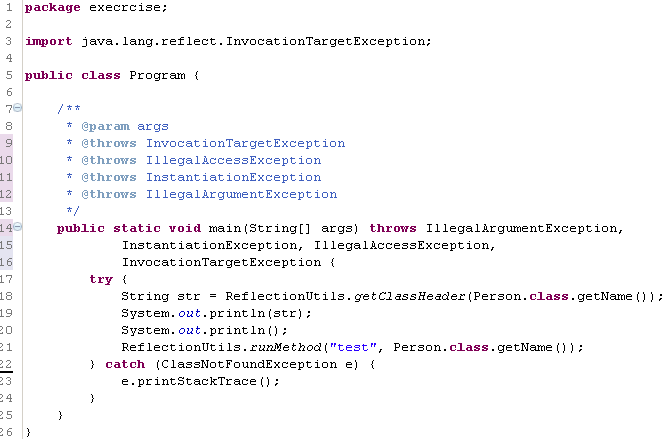 1 package execrcise;
2
3 import java.lang.reflect.InvocationTargetException;
4
5 public class Program {
6
7     /**
8      * @param args
9      * @throws InvocationTargetException
10      * @throws IllegalAccessException
11      * @throws InstantiationException
12      * @throws IllegalArgumentException
13      */
14     public static void main(String[] args) throws IllegalArgumentException,
15             InstantiationException, IllegalAccessException,
16             InvocationTargetException {
17         try {
18             String str = ReflectionUtils.getClassHeader(Person.class.getName());
19             System.out.println(str);
20             System.out.println();
21             ReflectionUtils.runMethod("test", Person.class.getName());
22         } catch (ClassNotFoundException e) {
23             e.printStackTrace();
24         }
25     }
26 }